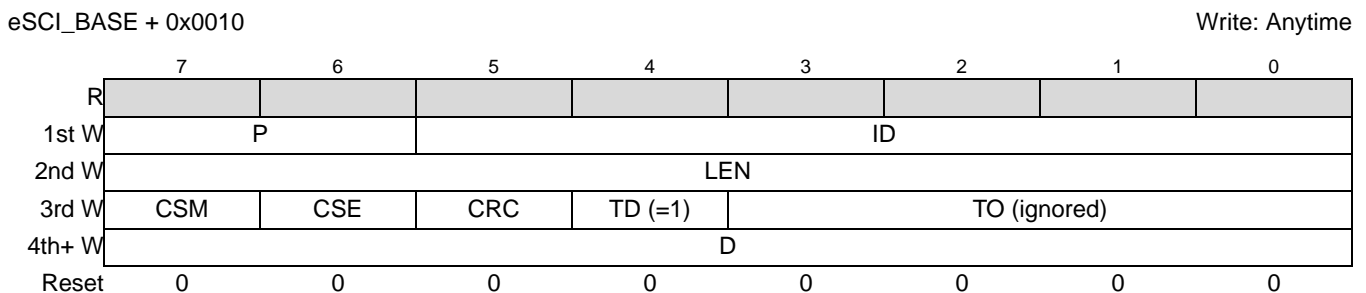 eSCI_BASE + 0x0010 Write: Anytime
7 6 5 4 3 2 1 0
R
1st W P ID
2nd W LEN
3rd W CSM CSE CRC TD (=1) TO (ignored)
4th+ W D
Reset 0 0 0 0 0 0 0 0